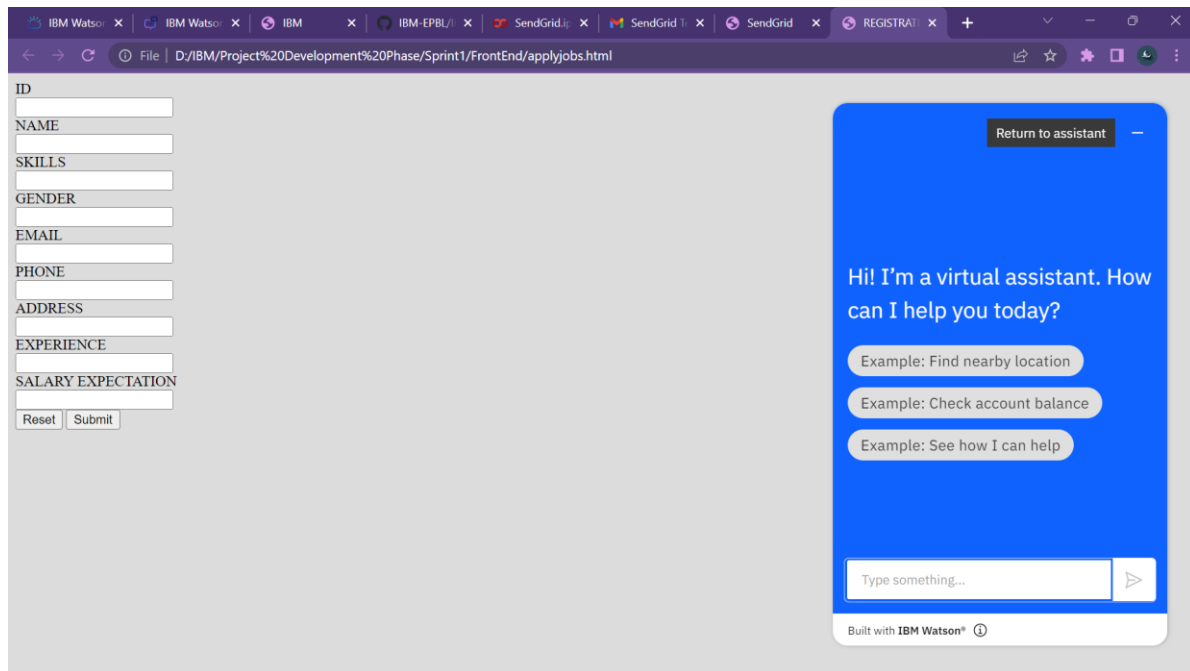 IBM Watson
IBM Watson
IBM
IBM-EPBL/I
SendGrid.ip
SendGrid T
SendGrid
REGISTRATI
File
D:/IBM/Project%20Development%20Phase/Sprint1/FrontEnd/applyjobs.html
ID
NAME
SKILLS
GENDER
EMAIL
PHONE
ADDRESS
EXPERIENCE
SALARY EXPECTATION
Reset Submit
Return to assistant
Hi! I’m a virtual assistant. How
can I help you today?
Example: Find nearby location
Example: Check account balance
Example: See how I can help
Type something...
Built with IBM Watson®